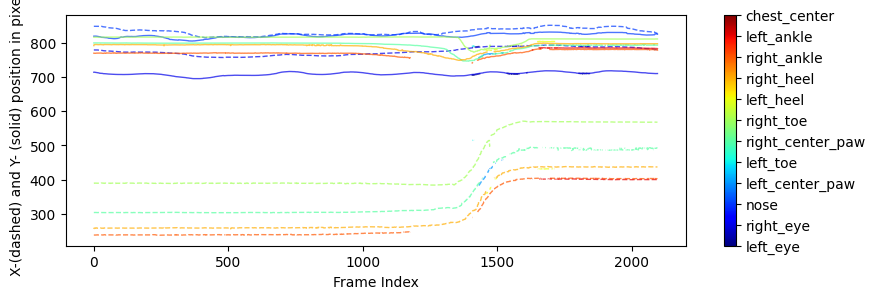 X-(dashed) and Y- (solid) position in pixe
800
700
600
500
400
300
0
500
1000
1500
2000
Frame Index
chest_center
left_ankle
right_ankle
right_heel
left_heel
right_toe
right_center_paw
left_toe
left_center_paw
nose
right_eye
left_eye